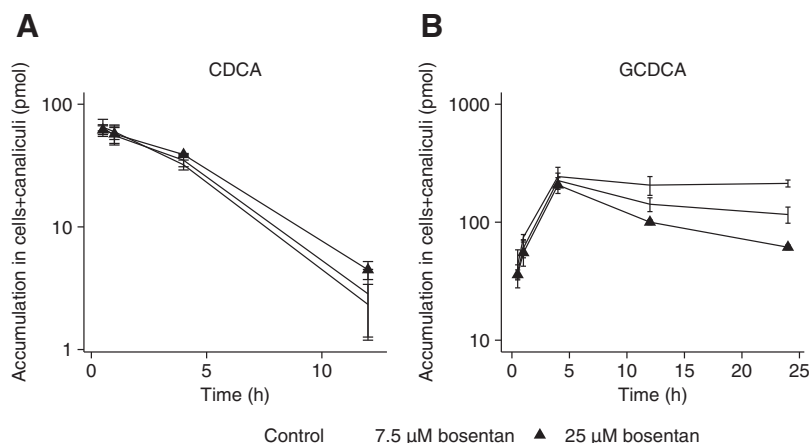 A
B
CDCA
GCDCA
Accumulation in cells+canaliculi (pmol)
100
10
1
0
5
10
Time (h)
Accumulation in cells+canaliculi (pmol)
1000
100
10
0
5
10
15
20
25
Time (h)
Control 7.5 µM bosentan ▲ 25 µM bosentan